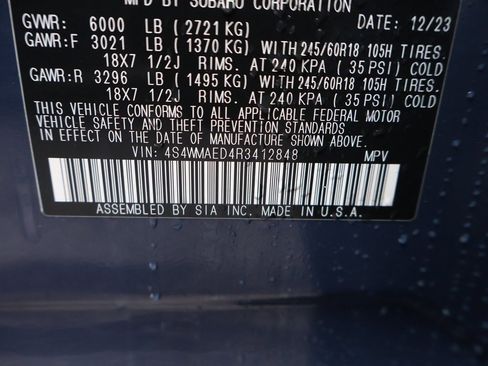 MFD BY SUBARU CORPORATION
GVWR: 6000 LB (2721 KG) DATE: 12/23
GAWR:F 3021 LB (1370 KG) WITH 245/60R18 105H TIRES.
18X7 1/2J RIMS. AT 240 KPA (35 PSI) COLD
GAWR:R 3296 LB (1495 KG) WITH 245/60R18 105H TIRES.
18X7 1/2J RIMS. AT 240 KPA (35 PSI) COLD
THIS VEHICLE CONFORMS TO ALL APPLICABLE FEDERAL MOTOR
VEHICLE SAFETY AND THEFT PREVENTION STANDARDS
IN EFFECT ON THE DATE OF MANUFACTURE SHOWN ABOVE.
VIN: 4S4WMAED4R3412848 MPV
ASSEMBLED BY SIA INC. MADE IN U.S.A.